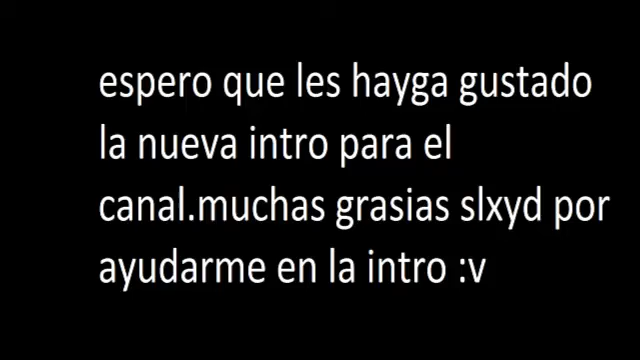 espero que les hayga gustado
la nueva intro para el
canal.muchas grasias slxyd por
ayudarme en la intro :v